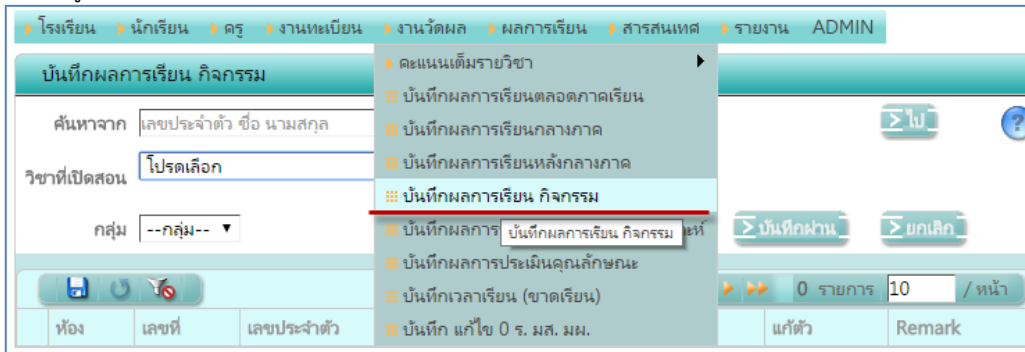 โรงเรียน นักเรียน ครู งานทะเบียน งานวัดผล ผลการเรียน สารสนเทศ รายงาน ADMIN
บันทึกผลการเรียน กิจกรรม
คะแนนเต็มรายวิชา
บันทึกผลการเรียนตลอดภาคเรียน
ค้นหาจาก เลขประจำตัว ชื่อ นามสกุล
บันทึกผลการเรียนกลางภาค
ไป
วิชาที่เปิดสอน โปรดเลือก
บันทึกผลการเรียนหลังกลางภาค
บันทึกผลการเรียน กิจกรรม
กลุ่ม --กลุ่ม--
บันทึกผลการ
บันทึกผลการเรียน กิจกรรม
บันทึกผ่าน ยกเลิก
บันทึกผลการประเมินคุณลักษณะ
บันทึกเวลาเรียน (ขาดเรียน)
0 รายการ 10 / หน้า
บันทึก แก้ไข 0 ร. มส. มผ.
ห้อง เลขที่ เลขประจำตัว แก้ตัว Remark